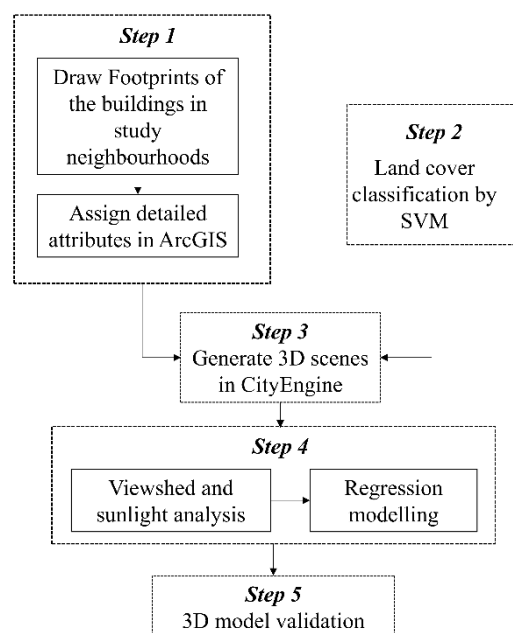 Step 1
Draw Footprints of
the buildings in
study
neighbourhoods
Assign detailed
attributes in ArcGIS
Step 2
Land cover
classification by
SVM
Step 3
Generate 3D scenes
in CityEngine
Step 4
Viewshed and
sunlight analysis
Regression
modelling
Step 5
3D model validation